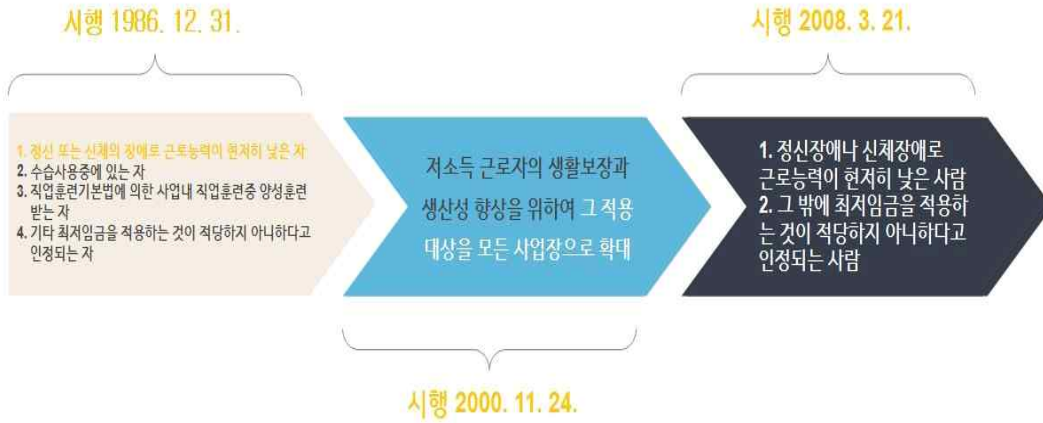 시행 1986. 12. 31.
1. 정신 또는 신체의 장애로 근로능력이 현저히 낮은 자
2. 수습사용중에 있는 자
3. 직업훈련기본법에 의한 사업내 직업훈련중 양성훈련
받는 자
4. 기타 최저임금을 적용하는 것이 적당하지 아니하다고
인정되는 자
저소득 근로자의 생활보장과
생산성 향상을 위하여 그 적용
대상을 모든 사업장으로 확대
시행 2000. 11. 24.
시행 2008. 3. 21.
1. 정신장애나 신체장애로
근로능력이 현저히 낮은 사람
2. 그 밖에 최저임금을 적용하
는 것이 적당하지 아니하다고
인정되는 사람